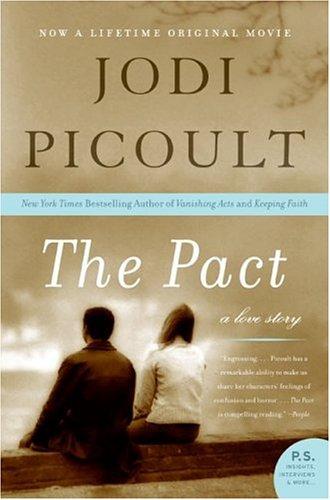 NOW A LIFETIME ORIGINAL MOVIE
JODI
PICOULT
New York Times Bestselling Author of Vanishing Acts and Keeping Faith
The Pact
a love story
"Engrossing. . . . Picoult has a
remarkable ability to make us
share her characters' feelings of
confusion and horror. . . . The Pact
is compelling reading." —People
P.S.
INSIGHTS,
INTERVIEWS
& MORE...